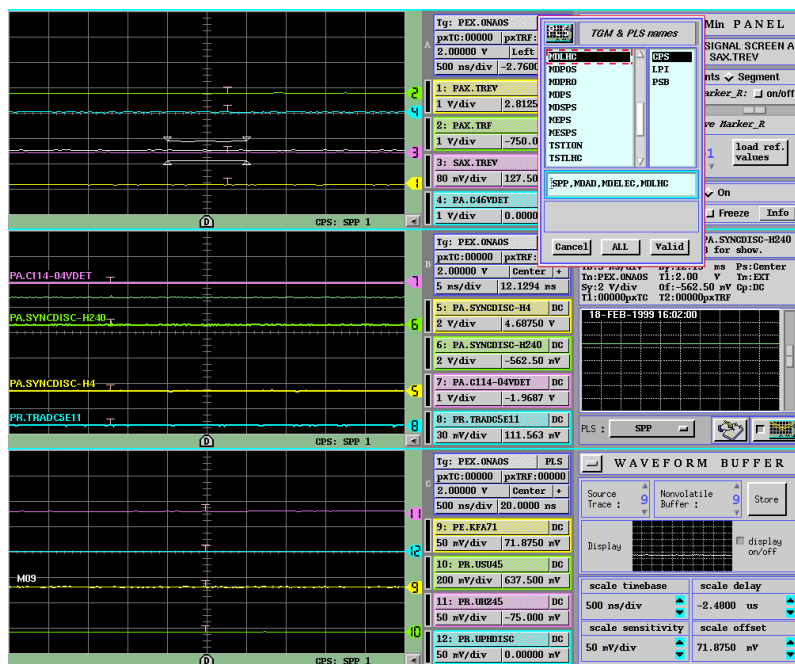 Tg: PEX.0NAOS
pxTC:00000 pxTRF:
2.00000 V Left
500 ns/div -2.7600
A
1: PAX.TREV
1 V/div 2.8125
2: PAX.TRF
1 V/div -750.0
3: SAX.TREV
80 mV/div 127.50
4: PA.C46VDET
1 V/div 0.0000
2
4
3
1
D
CPS: SPP 1
TGM & PLS names
MDLHC
MDPOS
MDPRO
MDPS
MDSPS
MEPS
MESPS
TSTION
TSTLHC
CPS
LPI
PSB
SPP,MDAD,MDELEC,MDLHC
Cancel ALL Valid
Min PANEL
SIGNAL SCREEN A
SAX.TREV
nts Segment
arker_R: on/off
ve Marker_R
-1
load ref.
values
On
Freeze Info
PA.SYNCDISC-H240
for show.
Tn:PEX.0NAOS Tl:2.00 V Tm:EXT
Sy:2 V/div Of:-562.50 mV Cp:DC
T1:00000pxTC T2:00000pxTRF
18-FEB-1999 16:02:00
PLS : SPP
PA.C114-04VDET
PA.SYNCDISC-H240
PA.SYNCDISC-H4
PR.TRADC5E11
7
6
5
8
D
CPS: SPP 1
B
Tg: PEX.0NAOS
pxTC:00000 pxTRF:
2.00000 V Center +
5 ms/div 12.1294 ms
5: PA.SYNCDISC-H4 DC
2 V/div 4.68750 V
6: PA.SYNCDISC-H240 DC
2 V/div -562.50 mV
7: PA.C114-04VDET DC
1 V/div -1.9687 V
8: PR.TRADC5E11 DC
30 mV/div 111.563 mV
M09
11
12
9
10
D
CPS: SPP 1
C
Tg: PEX.0NAOS PLS
pxTC:00000 pxTRF:00000
2.00000 V Center +
500 ns/div 20.0000 ns
9: PE.KFA71 DC
50 mV/div 71.8750 mV
10: PR.USU45 DC
200 mV/div 637.500 mV
11: PR.UHZ45 DC
50 mV/div -75.000 mV
12: PR.UPHDISC DC
50 mV/div 0.00000 mV
WAVEFORM BUFFER
Source
Trace : 9
Nonvolatile
Buffer : 9
Store
Display
display
on/off
scale timebase scale delay
500 ns/div -2.4800 us
scale sensitivity scale offset
50 mV/div 71.8750 mV